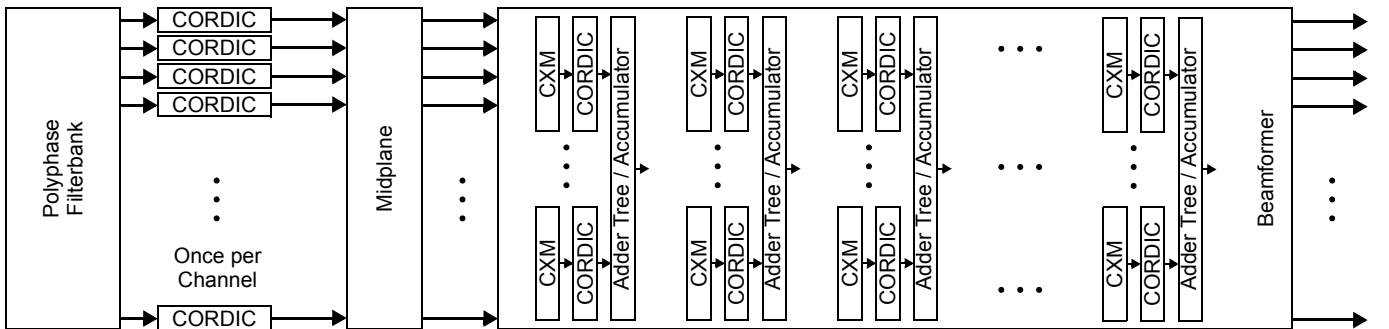 Polyphase
Filterbank
CORDIC
CORDIC
CORDIC
CORDIC
Once per
Channel
CORDIC
Midplane
CXM
CORDIC
CXM
CORDIC
Adder Tree / Accumulator
CXM
CORDIC
CXM
CORDIC
Adder Tree / Accumulator
CXM
CORDIC
CXM
CORDIC
Adder Tree / Accumulator
CXM
CORDIC
CXM
CORDIC
Adder Tree / Accumulator
Beamformer